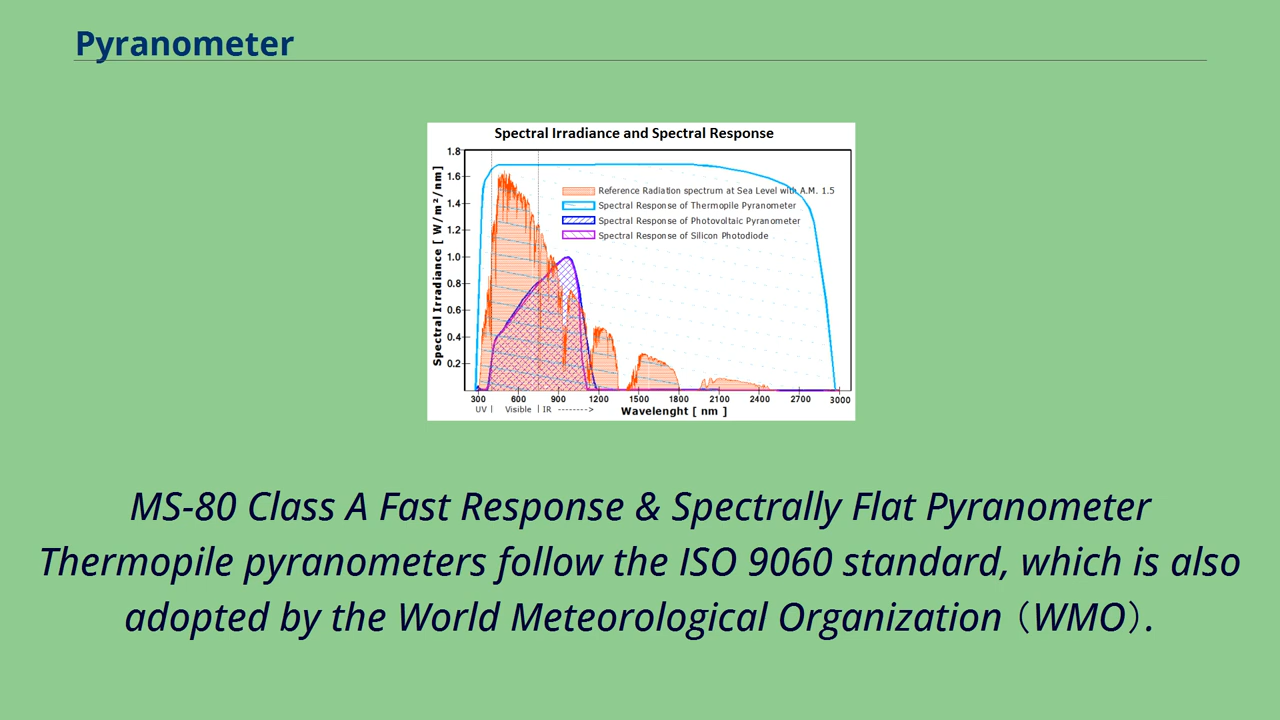 Pyranometer
Spectral Irradiance and Spectral Response
1.8
1.6
1.4
1.2
1.0
0.8
0.6
0.4
0.2
Spectral Irradiance [ W/m²/nm]
Reference Radiation spectrum at Sea Level with A.M. 1.5
Spectral Response of Thermopile Pyranometer
Spectral Response of Photovoltaic Pyranometer
Spectral Response of Silicon Photodiode
300 600 900 1200 1500 1800 2100 2400 2700 3000
UV | Visible | IR -------->
Wavelenght [ nm ]
MS-80 Class A Fast Response & Spectrally Flat Pyranometer
Thermopile pyranometers follow the ISO 9060 standard, which is also
adopted by the World Meteorological Organization（WMO）.